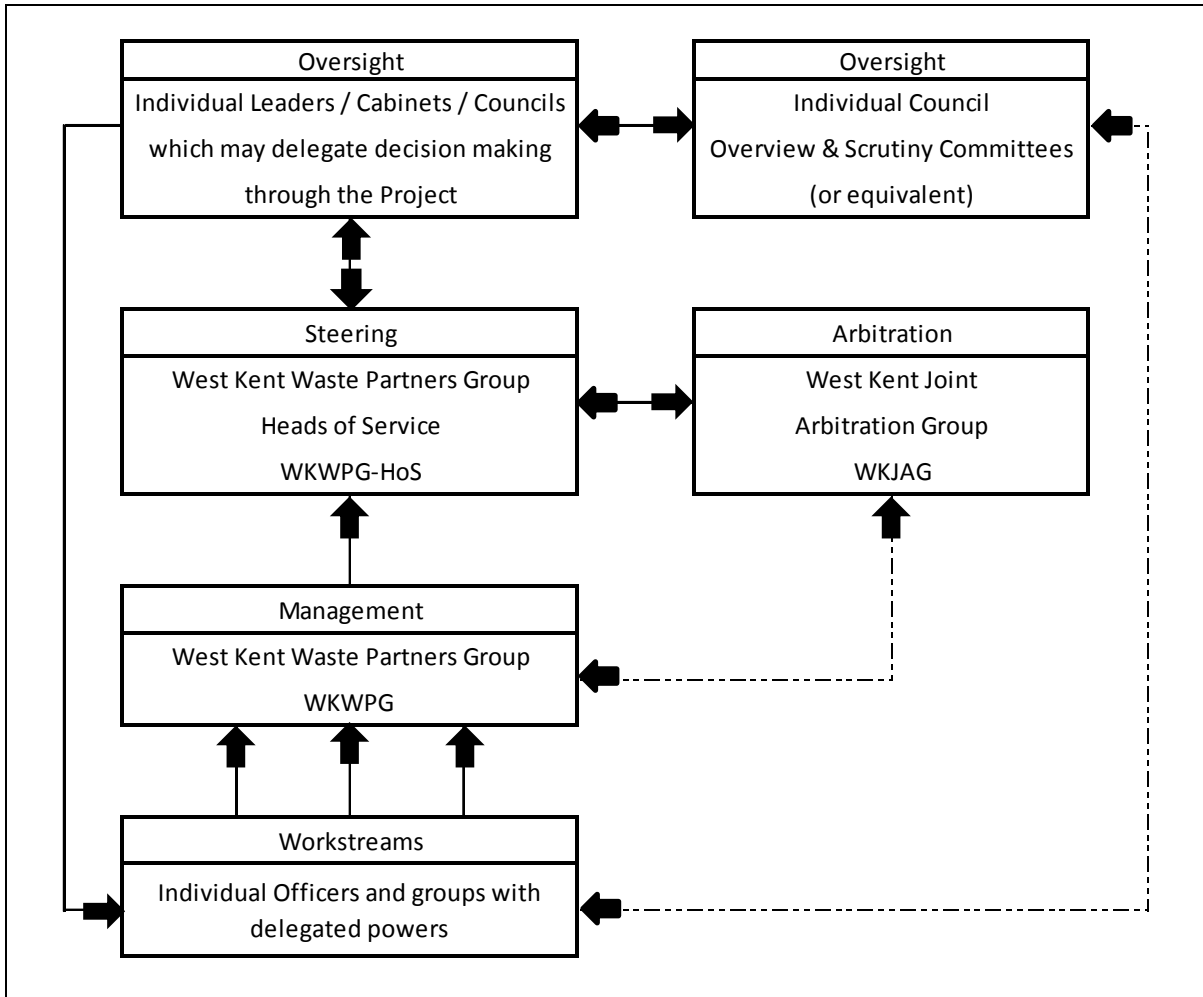 Oversight
Individual Leaders / Cabinets / Councils
which may delegate decision making
through the Project
Oversight
Individual Council
Overview & Scrutiny Committees
(or equivalent)
Steering
West Kent Waste Partners Group
Heads of Service
WKWPG-HoS
Arbitration
West Kent Joint
Arbitration Group
WKJAG
Management
West Kent Waste Partners Group
WKWPG
Workstreams
Individual Officers and groups with
delegated powers